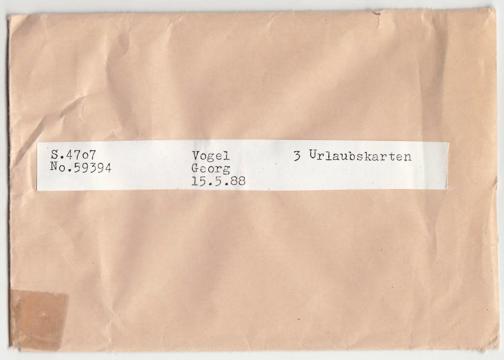 S.47o7 Vogel 3 Urlaubskarten
No.59394 Georg
15.5.88